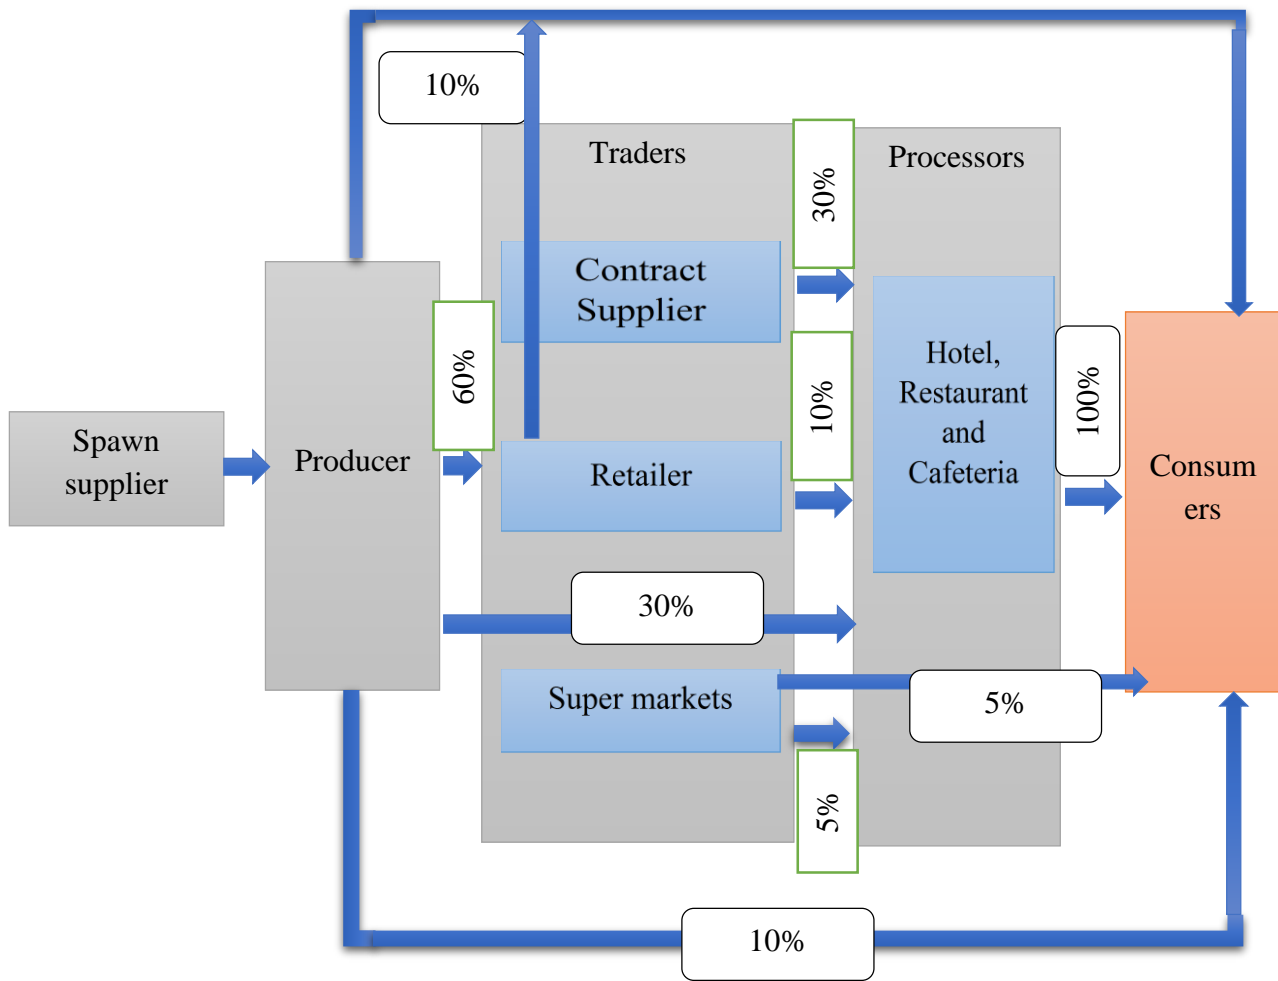 10%
Traders
Processors
30%
Contract
Supplier
60%
10%
Hotel,
Restaurant
and
Cafeteria
100%
Spawn
supplier
Producer
Retailer
Consum
ers
30%
Super markets
5%
5%
10%